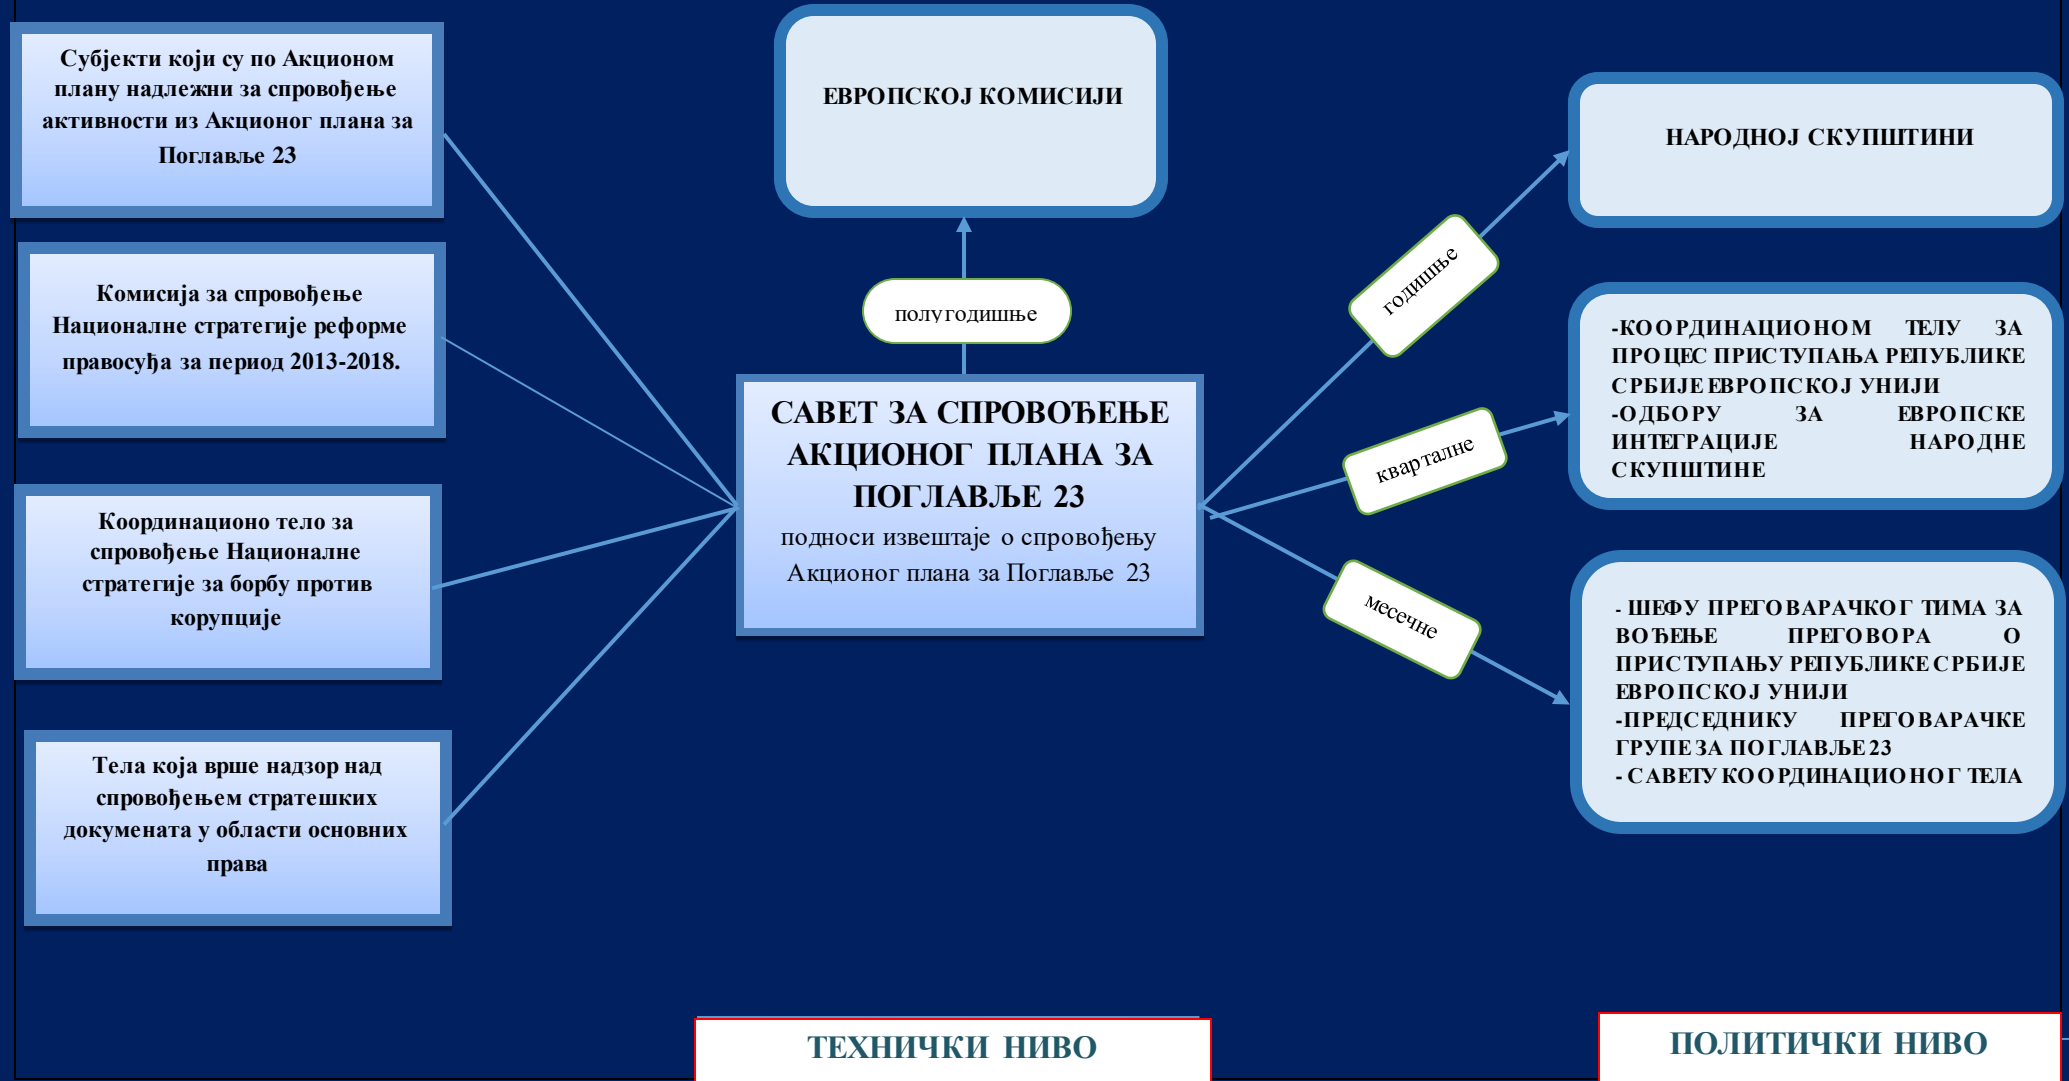 Субјекти који су по Акционом
плану надлежни за спровођење
активности из Акционог плана за
Поглавље 23
Комисија за спровођење
Националне стратегије реформе
правосуђа за период 2013-2018.
Координационо тело за
спровођење Националне
стратегије за борбу против
корупције
Тела која врше надзор над
спровођењем стратешких
докумената у области основних
права
ЕВРОПСКОЈ КОМИСИЈИ
полугодишње
САВЕТ ЗА СПРОВОЂЕЊЕ
АКЦИОНОГ ПЛАНА ЗА
ПОГЛАВЉЕ 23
подноси извештаје о спровођењу
Акционог плана за Поглавље 23
годишње
квартално
месечне
НАРОДНОЈ СКУПШТИНИ
-КООРДИНАЦИОНОМ ТЕЛУ ЗА
ПРОЦЕС ПРИСТУПАЊА РЕПУБЛИКЕ
СРБИЈЕ ЕВРОПСКОЈ УНИЈИ
-ОДБОРУ ЗА ЕВРОПСКЕ
ИНТЕГРАЦИЈЕ НАРОДНЕ
СКУПШТИНЕ
- ШЕФУ ПРЕГОВАРАЧКОГ ТИМА ЗА
ВОЂЕЊЕ ПРЕГОВОРА О
ПРИСТУПАЊУ РЕПУБЛИКЕ СРБИЈЕ
ЕВРОПСКОЈ УНИЈИ
-ПРЕДСЕДНИКУ ПРЕГОВАРАЧКЕ
ГРУПЕ ЗА ПОГЛАВЉЕ 23
- САВЕТУ КООРДИНАЦИОНОГ ТЕЛА
ТЕХНИЧКИ НИВО
ПОЛИТИЧКИ НИВО